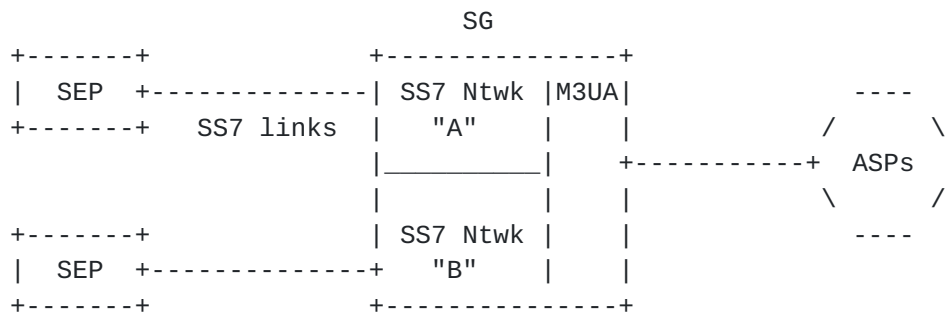 SG
SEP SS7 Ntwk M3UA
SS7 links "A"
ASPs
SS7 Ntwk
SEP "B"